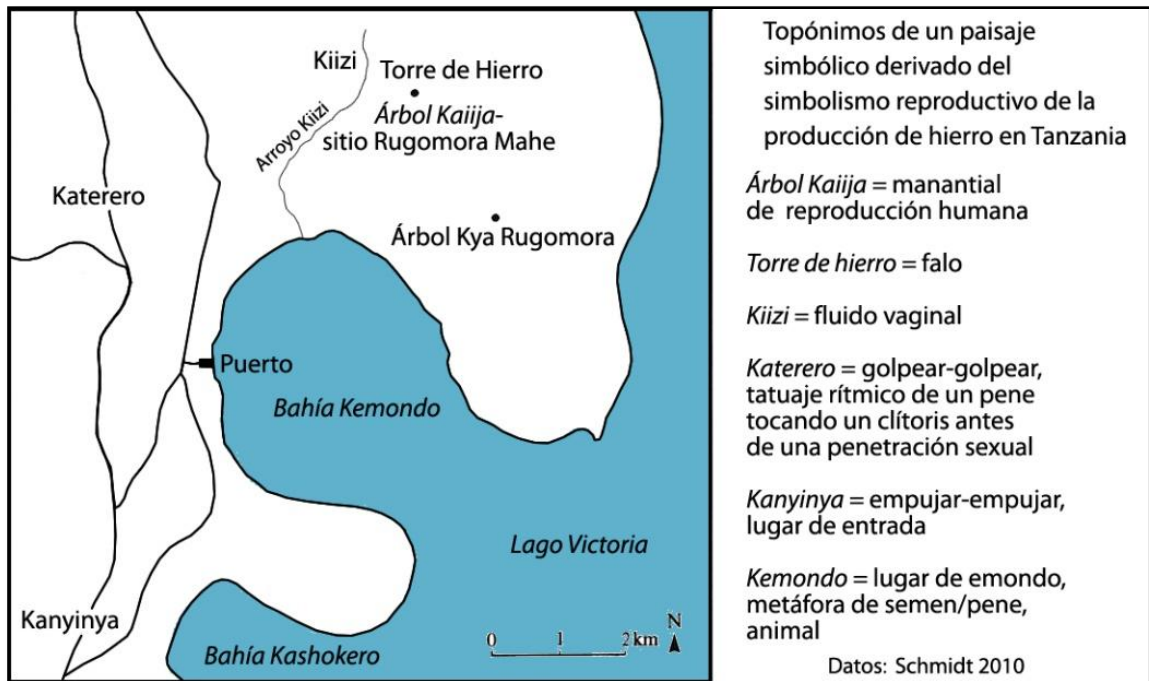 Kiizi
Torre de Hierro
Árbol Kaiija-
sitio Rugomora Mahe
Arroyo Kiizi
Katerero
Árbol Kya Rugomora
Puerto
Bahía Kemondo
Lago Victoria
Kanyinya
Bahía Kashokero
N
0 1 2 km
Topónimos de un paisaje
simbólico derivado del
simbolismo reproductivo de la
producción de hierro en Tanzania
Árbol Kaiija = manantial
de reproducción humana
Torre de hierro = falo
Kiizi = fluido vaginal
Katerero = golpear-golpear,
tatuaje rítmico de un pene
tocando un clítoris antes
de una penetración sexual
Kanyinya = empujar-empujar,
lugar de entrada
Kemondo = lugar de emondo,
metáfora de semen/pene,
animal
Datos: Schmidt 2010